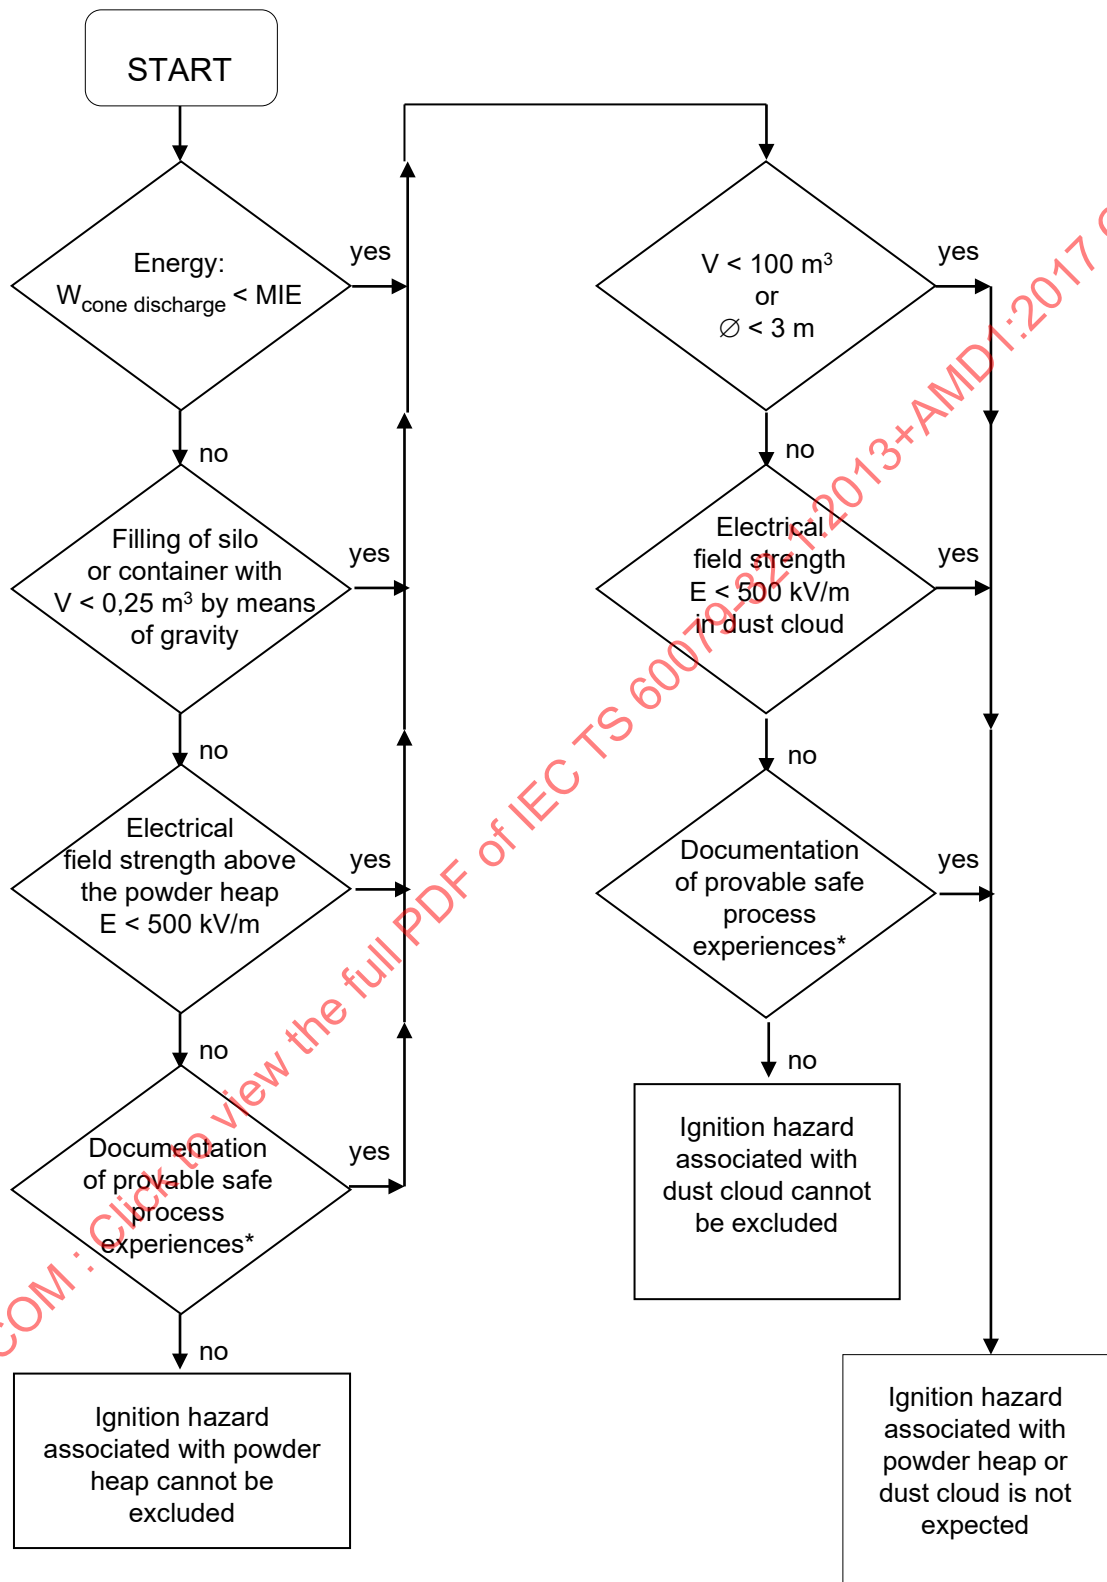 START
Energy:
W cone discharge < MIE
yes
no
Filling of silo
or container with
V < 0,25 m³ by means
of gravity
yes
no
Electrical
field strength above
the powder heap
E < 500 kV/m
yes
no
Documentation
of provable safe
process
experiences*
yes
no
Ignition hazard
associated with powder
heap cannot be
excluded
V < 100 m³
or
∅ < 3 m
yes
no
Electrical
field strength
E < 500 kV/m
in dust cloud
yes
no
Documentation
of provable safe
process
experiences*
yes
no
Ignition hazard
associated with
dust cloud cannot
be excluded
Ignition hazard
associated with
powder heap or
dust cloud is not
expected
COM : Click to view the full PDF of IEC TS 60079-32-1:2013+AMD1:2017